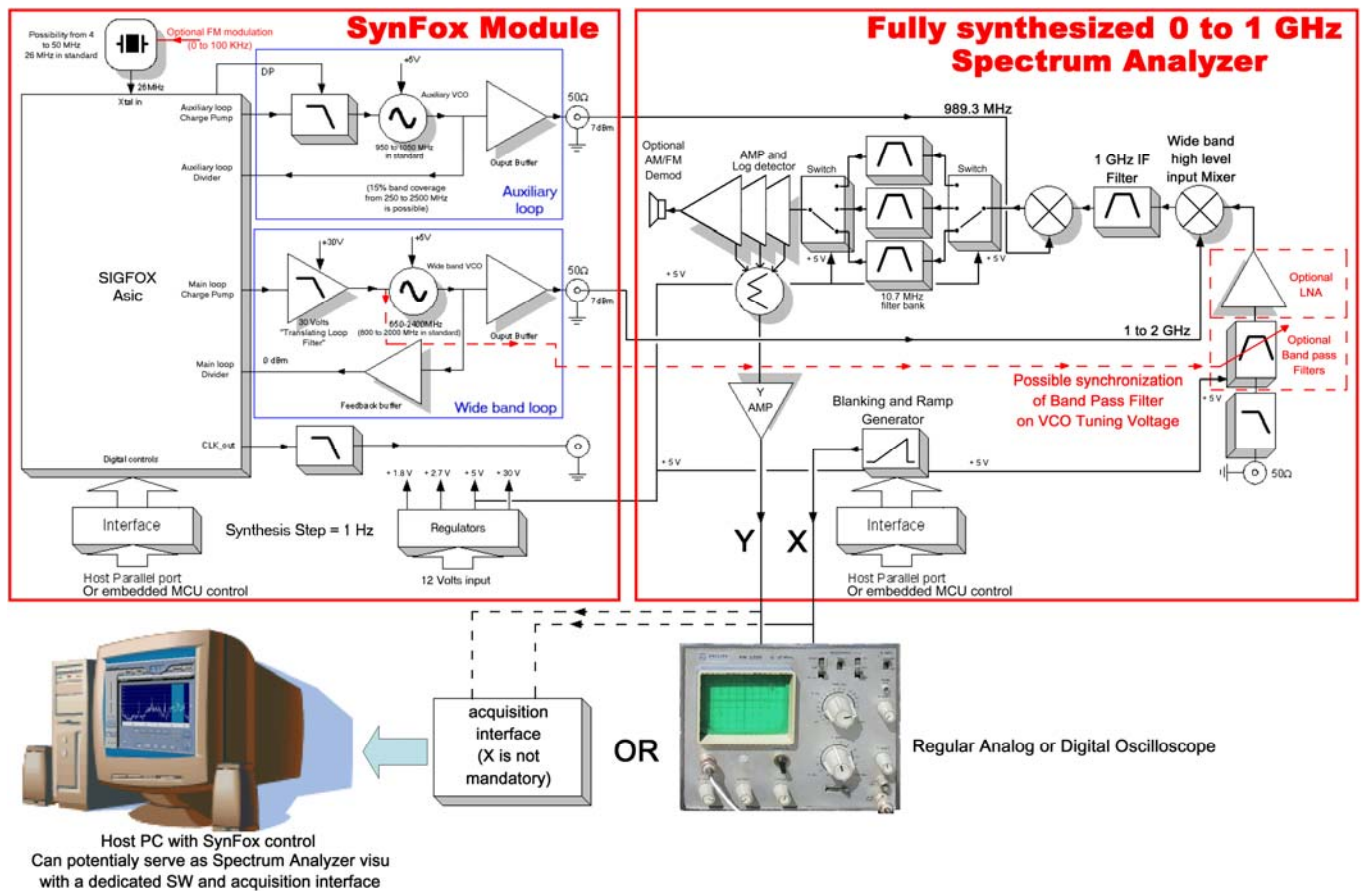 SynFox Module
Possibility from 4
to 50 MHz
26 MHz in standard
Optional FM modulation
(0 to 100 KHz)
26MHz
Xtal in
DP
+5V
Auxiliary loop
Charge Pump
Auxiliary VCO
950 to 1050 MHz
in standard
50Ω
7dBm
Ouput Buffer
Auxiliary loop
Divider
(15% band coverage
from 250 to 2500 MHz
is possible)
Auxiliary
loop
SIGFOX
Asic
+30V
+5V
Main loop
Charge Pump
Wide band VCO
30 Volts
"Translating Loop
Filter"
650-2400MHz
(800 to 2000 MHz in standard)
50Ω
7dBm
Ouput Buffer
Main loop
Divider
0 dBm
Feedback buffer
Wide band loop
CLK_out
Digital controls
+ 1.8 V
+ 2.7 V
+ 5 V
+ 30 V
Interface
Synthesis Step = 1 Hz
Regulators
Host Parallel port
Or embedded MCU control
12 Volts input
Fully synthesized 0 to 1 GHz
Spectrum Analyzer
989.3 MHz
Optional
AM/FM
Demod
AMP and
Log detector
Switch
Switch
1 GHz IF
Filter
Wide band
high level
input Mixer
+ 5 V
+ 5 V
+ 5 V
10.7 MHz
filter bank
Optional
LNA
1 to 2 GHz
Optional
Band pass
Filters
Possible synchronization
of Band Pass Filter
on VCO Tuning Voltage
Y
AMP
Blanking and Ramp
Generator
+ 5 V
+ 5 V
+ 5 V
50Ω
Y
X
Interface
Host Parallel port
Or embedded MCU control
acquisition
interface
(X is not
mandatory)
OR
PHILIPS
Regular Analog or Digital Oscilloscope
Host PC with SynFox control
Can potentialy serve as Spectrum Analyzer visu
with a dedicated SW and acquisition interface